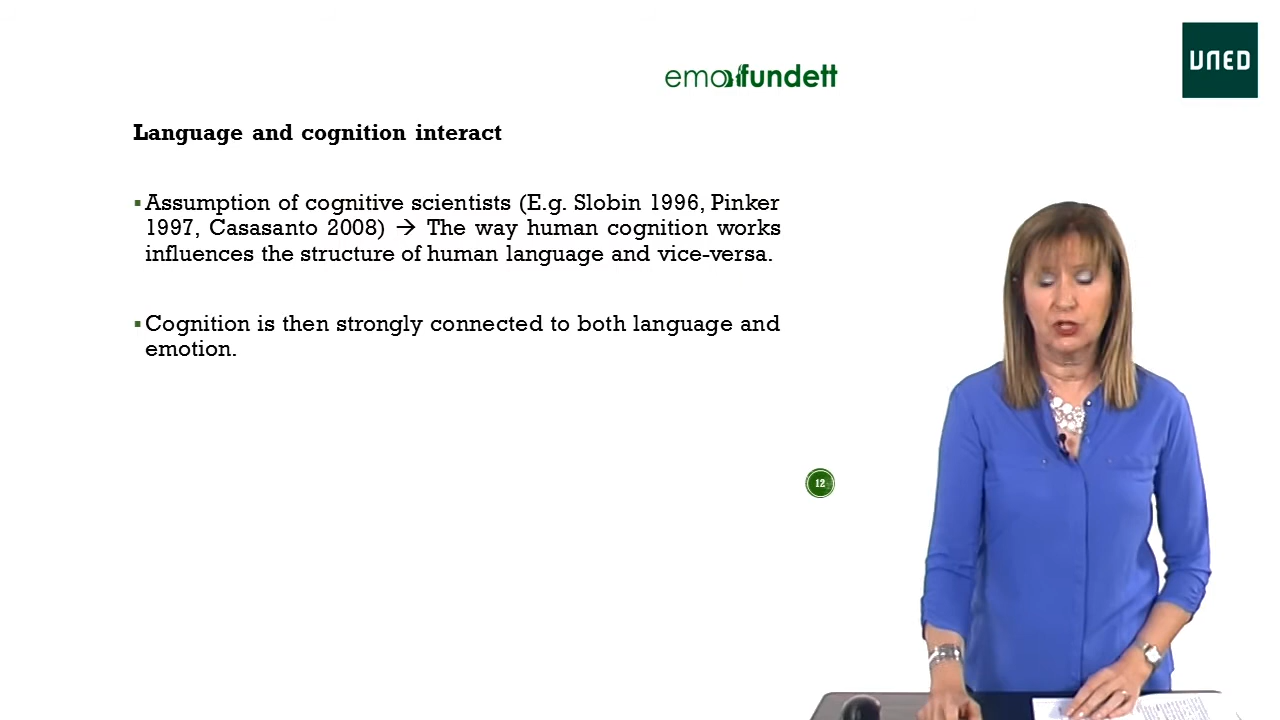 UNED
emo fundett
Language and cognition interact
▪ Assumption of cognitive scientists (E.g. Slobin 1996, Pinker
1997, Casasanto 2008) → The way human cognition works
influences the structure of human language and vice-versa.
▪ Cognition is then strongly connected to both language and
emotion.
12